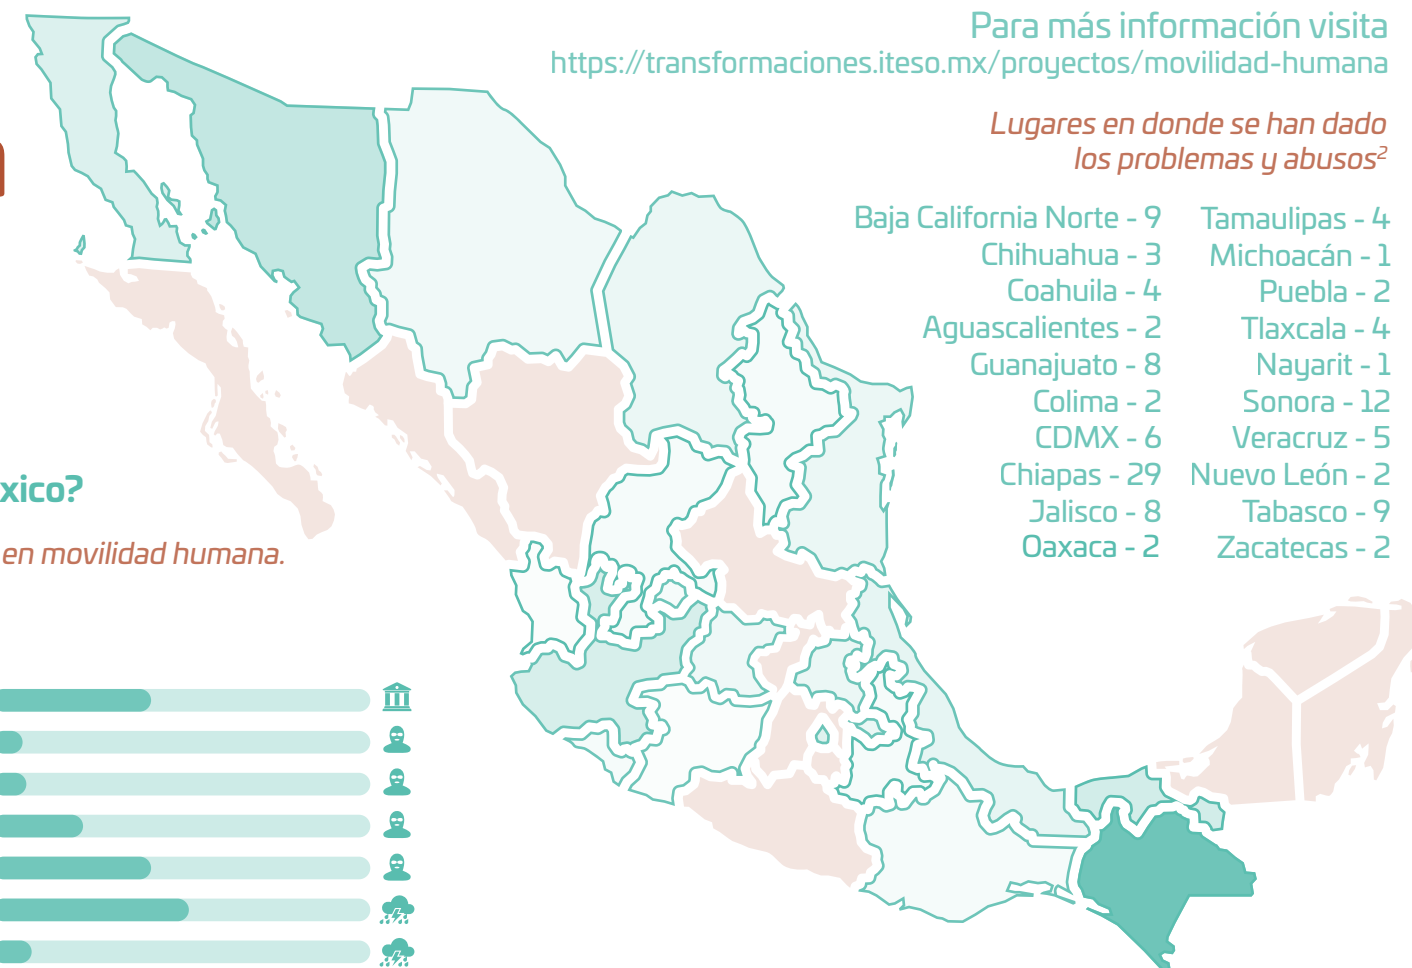 Para más información visita
https://transformaciones.iteso.mx/proyectos/movilidad-humana
Lugares en donde se han dado
los problemas y abusos²
Baja California Norte - 9
Chihuahua - 3
Coahuila - 4
Aguascalientes - 2
Guanajuato - 8
Colima - 2
CDMX - 6
Chiapas - 29
Jalisco - 8
Oaxaca - 2
Tamaulipas - 4
Michoacán - 1
Puebla - 2
Tlaxcala - 4
Nayarit - 1
Sonora - 12
Veracruz - 5
Nuevo León - 2
Tabasco - 9
Zacatecas - 2
xico?
en movilidad humana.